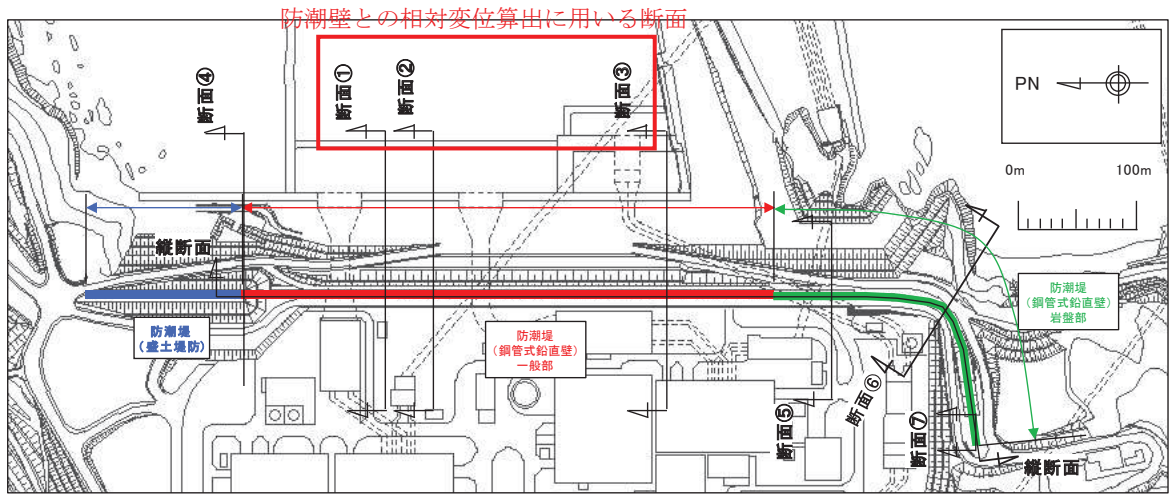 防潮壁との相対変位算出に用いる断面
断面④
断面①
断面②
断面③
PN
0m
100m
縦断面
防潮堤
(盛土堤防)
防潮堤
(鋼管式鉛直壁)
一般部
防潮堤
(鋼管式鉛直壁)
岩盤部
断面⑤
断面⑥
断面⑦
縦断面